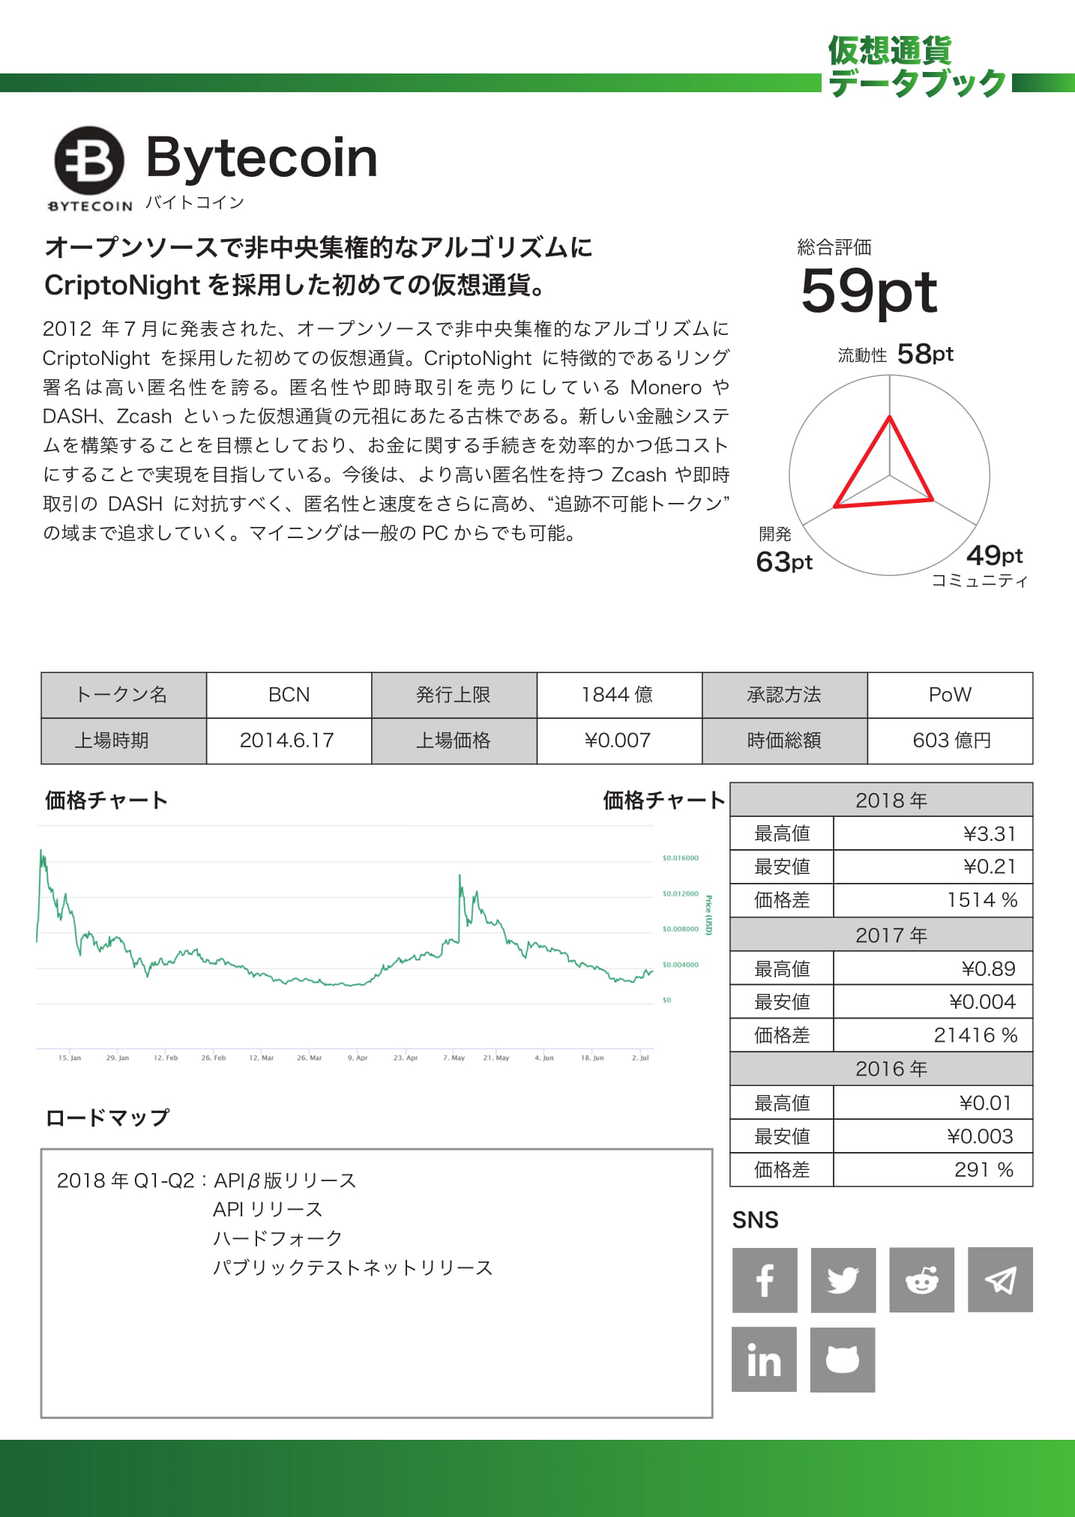 仮想通貨
データブック
Bytecoin
BYTECOIN
バイトコイン
オープンソースで非中央集権的なアルゴリズムに
CriptoNight を採用した初めての仮想通貨。
2012 年７月に発表された、オープンソースで非中央集権的なアルゴリズムに
CriptoNight を採用した初めての仮想通貨。CriptoNight に特徴的であるリング
署名は高い匿名性を誇る。匿名性や即時取引を売りにしている Monero や
DASH、Zcash といった仮想通貨の元祖にあたる古株である。新しい金融システ
ムを構築することを目標としており、お金に関する手続きを効率的かつ低コスト
にすることで実現を目指している。今後は、より高い匿名性を持つ Zcash や即時
取引の DASH に対抗すべく、匿名性と速度をさらに高め、“追跡不可能トークン”
の域まで追求していく。マイニングは一般の PC からでも可能。
総合評価
59pt
流動性 58pt
開発
63pt
49pt
コミュニティ
トークン名 BCN 発行上限 1844 億 承認方法 PoW
上場時期 2014.6.17 上場価格 ¥0.007 時価総額 603 億円
価格チャート 価格チャート
$0.016000
$0.012000
$0.008000
$0.004000
$0
Price (USD)
15. Jan 29. Jan 12. Feb 26. Feb 12. Mar 26. Mar 9. Apr 23. Apr 7. May 21. May 4. Jun 18. Jun 2. Jul
2018 年
最高値 ¥3.31
最安値 ¥0.21
価格差 1514 %
2017 年
最高値 ¥0.89
最安値 ¥0.004
価格差 21416 %
2016 年
最高値 ¥0.01
最安値 ¥0.003
価格差 291 %
ロードマップ
2018 年 Q1-Q2：APIβ版リリース
API リリース
ハードフォーク
パブリックテストネットリリース
SNS